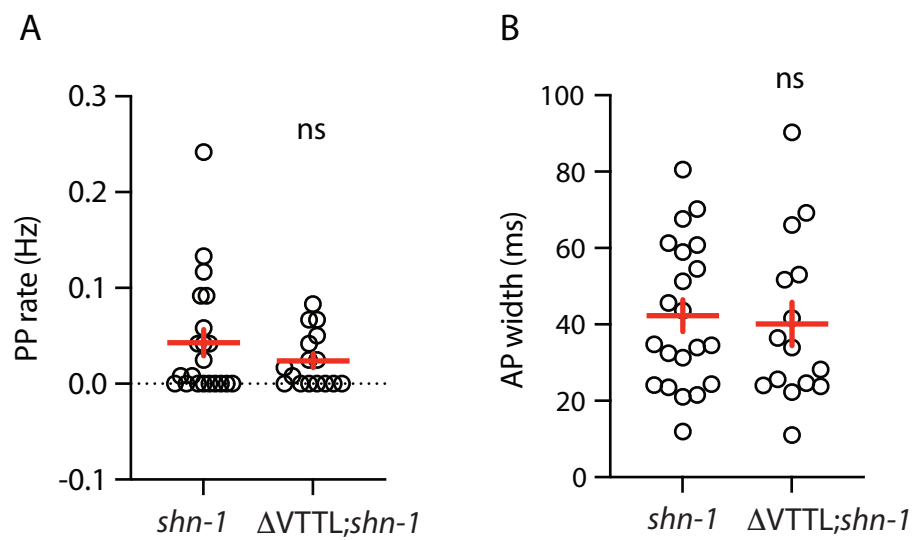 A
PP rate (Hz)
0.3
0.2
0.1
0.0
-0.1
ns
shn-1
ΔVTTL;shn-1
B
AP width (ms)
100
80
60
40
20
0
ns
shn-1
ΔVTTL;shn-1